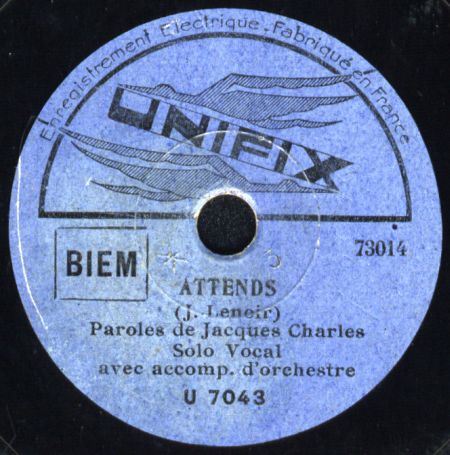 Enregistrement Electrique. Fabriqué en France
UNIFIX
73014
BIEM
ATTENDS
(J. Lenoir)
Paroles de Jacques Charles
Solo Vocal
avec accomp. d'orchestre
U 7043